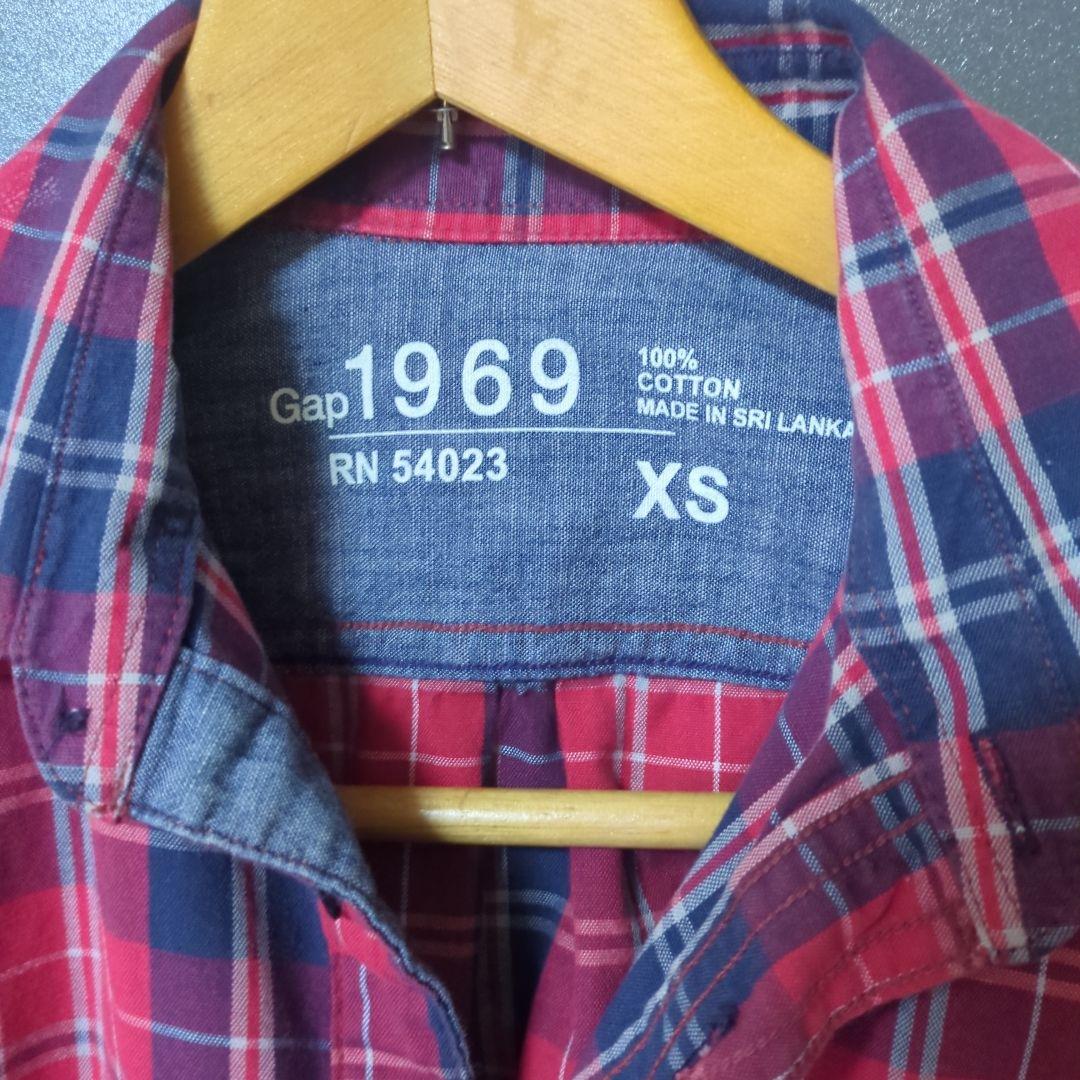 Gap1969
RN 54023
100%
COTTON
MADE IN SRI LANKA
XS